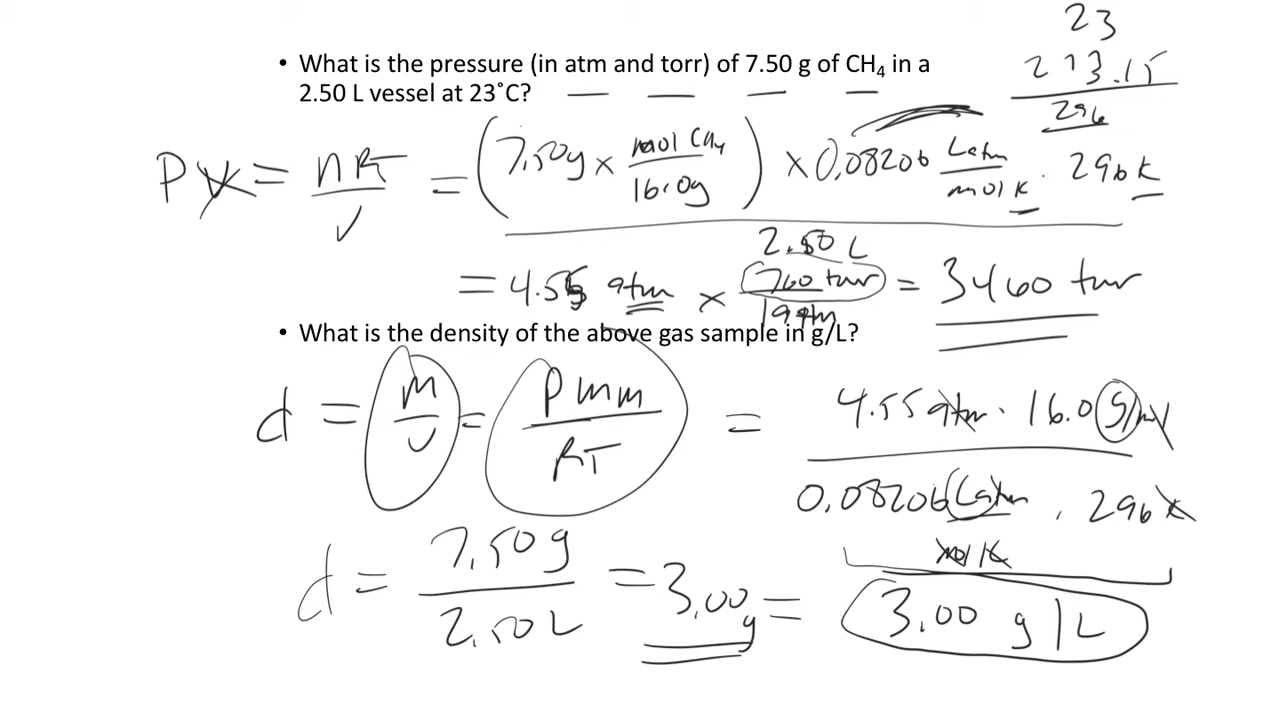 23
273.15
296
• What is the pressure (in atm and torr) of 7.50 g of CH₄ in a
2.50 L vessel at 23˚C?
PV = nRT / V = (7.50g × mol CH₄ / 16.0g) × 0.08206 L atm / mol K · 296 K
2.50 L
= 4.55 atm × 760 torr / 1 atm = 3460 torr
• What is the density of the above gas sample in g/L?
d = m / V = P mm / RT = 4.55 atm · 16.0 g/mol
0.08206 L atm / mol K · 296 K
d = 7.50 g / 2.50 L = 3.00 g = 3.00 g/L